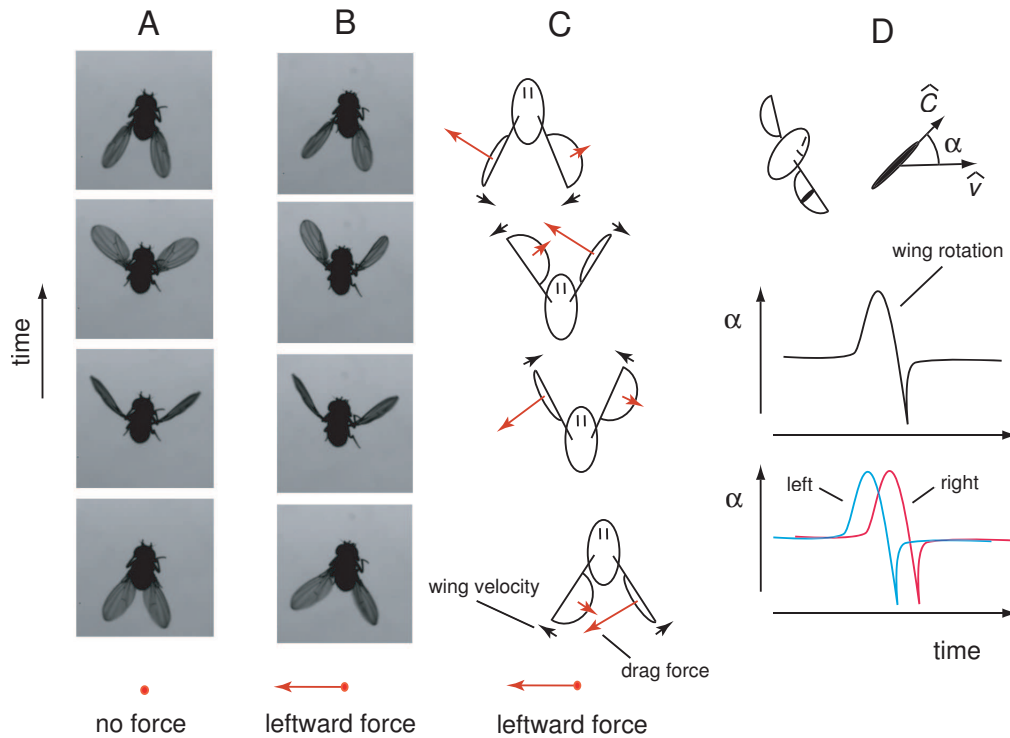 A
B
C
D
Ĉ
α
v̂
time
wing rotation
α
left
right
α
wing velocity
drag force
time
no force
leftward force
leftward force